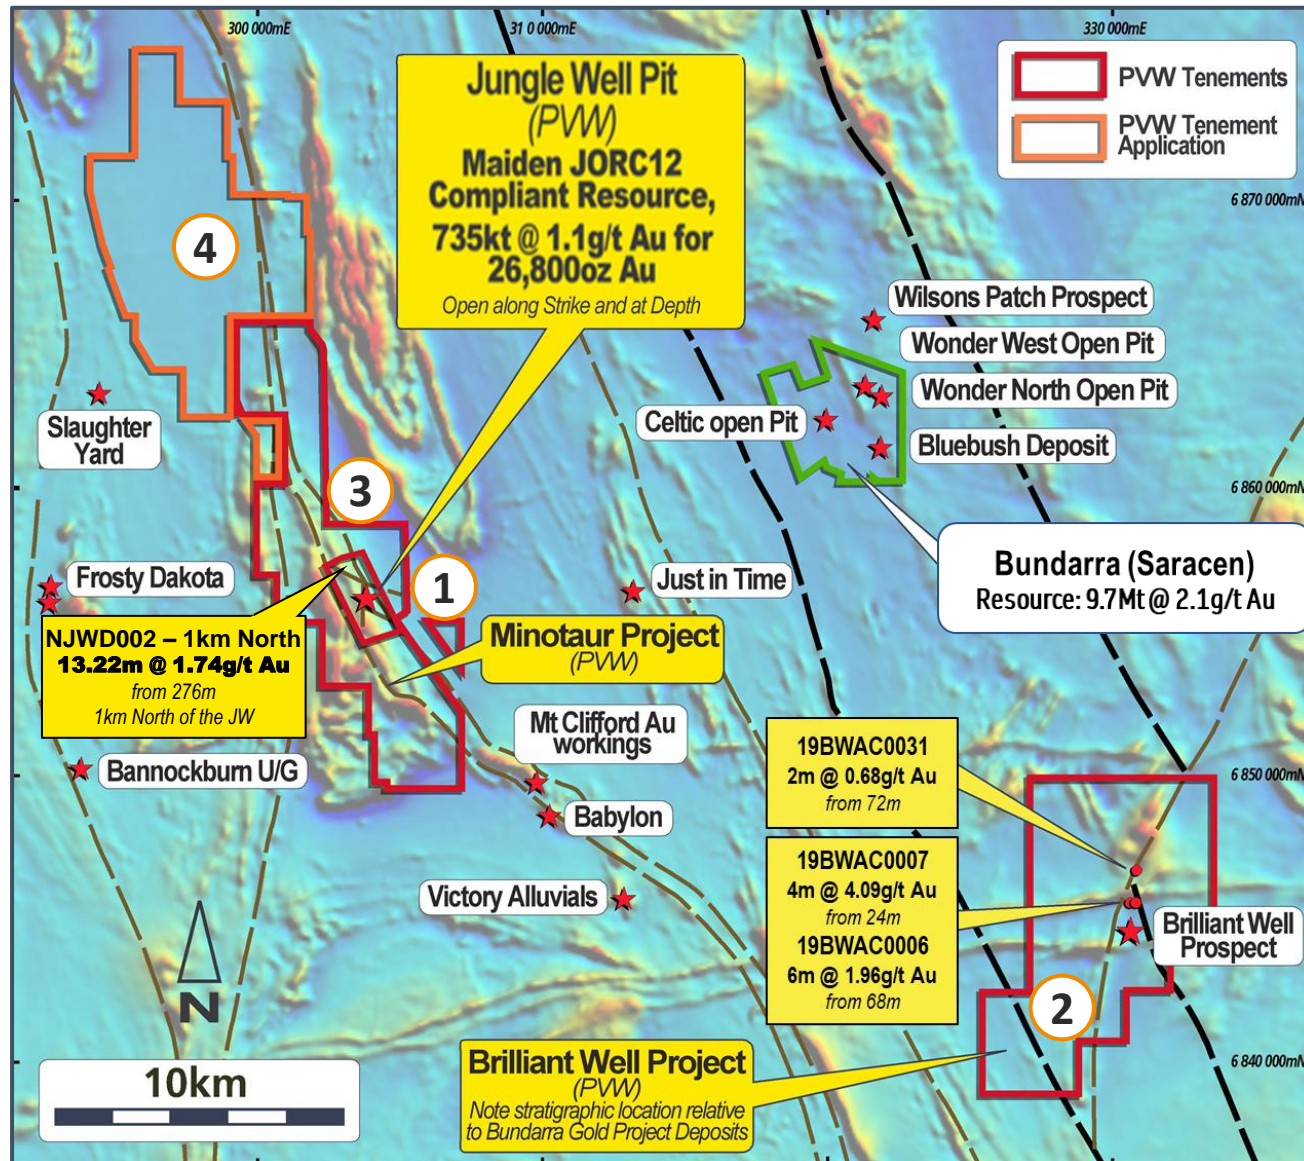 300 000mE
31 0 000mE
330 000mE
Jungle Well Pit
(PVW)
Maiden JORC12
Compliant Resource,
735kt @ 1.1g/t Au for
26,800oz Au
Open along Strike and at Depth
PVW Tenements
PVW Tenement
Application
6 870 000mN
4
Wilsons Patch Prospect
Wonder West Open Pit
Wonder North Open Pit
Celtic open Pit
Bluebush Deposit
Slaughter
Yard
3
6 860 000mN
Bundarra (Saracen)
Resource: 9.7Mt @ 2.1g/t Au
Frosty Dakota
1
Just in Time
NJWD002 – 1km North
13.22m @ 1.74g/t Au
from 276m
1km North of the JW
Minotaur Project
(PVW)
Mt Clifford Au
workings
Bannockburn U/G
Babylon
6 850 000mN
19BWAC0031
2m @ 0.68g/t Au
from 72m
19BWAC0007
4m @ 4.09g/t Au
from 24m
19BWAC0006
6m @ 1.96g/t Au
from 68m
Victory Alluvials
Brilliant Well
Prospect
N
2
10km
Brilliant Well Project
(PVW)
Note stratigraphic location relative
to Bundarra Gold Project Deposits
6 840 000mN